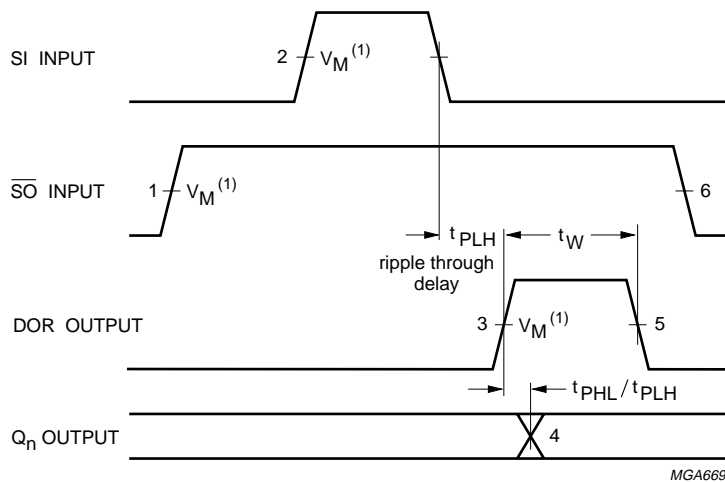 SI INPUT
2
VM(1)
SO INPUT
1
VM(1)
6
tPLH
tW
ripple through
delay
DOR OUTPUT
3
VM(1)
5
tPHL/tPLH
Qn OUTPUT
4
MGA669